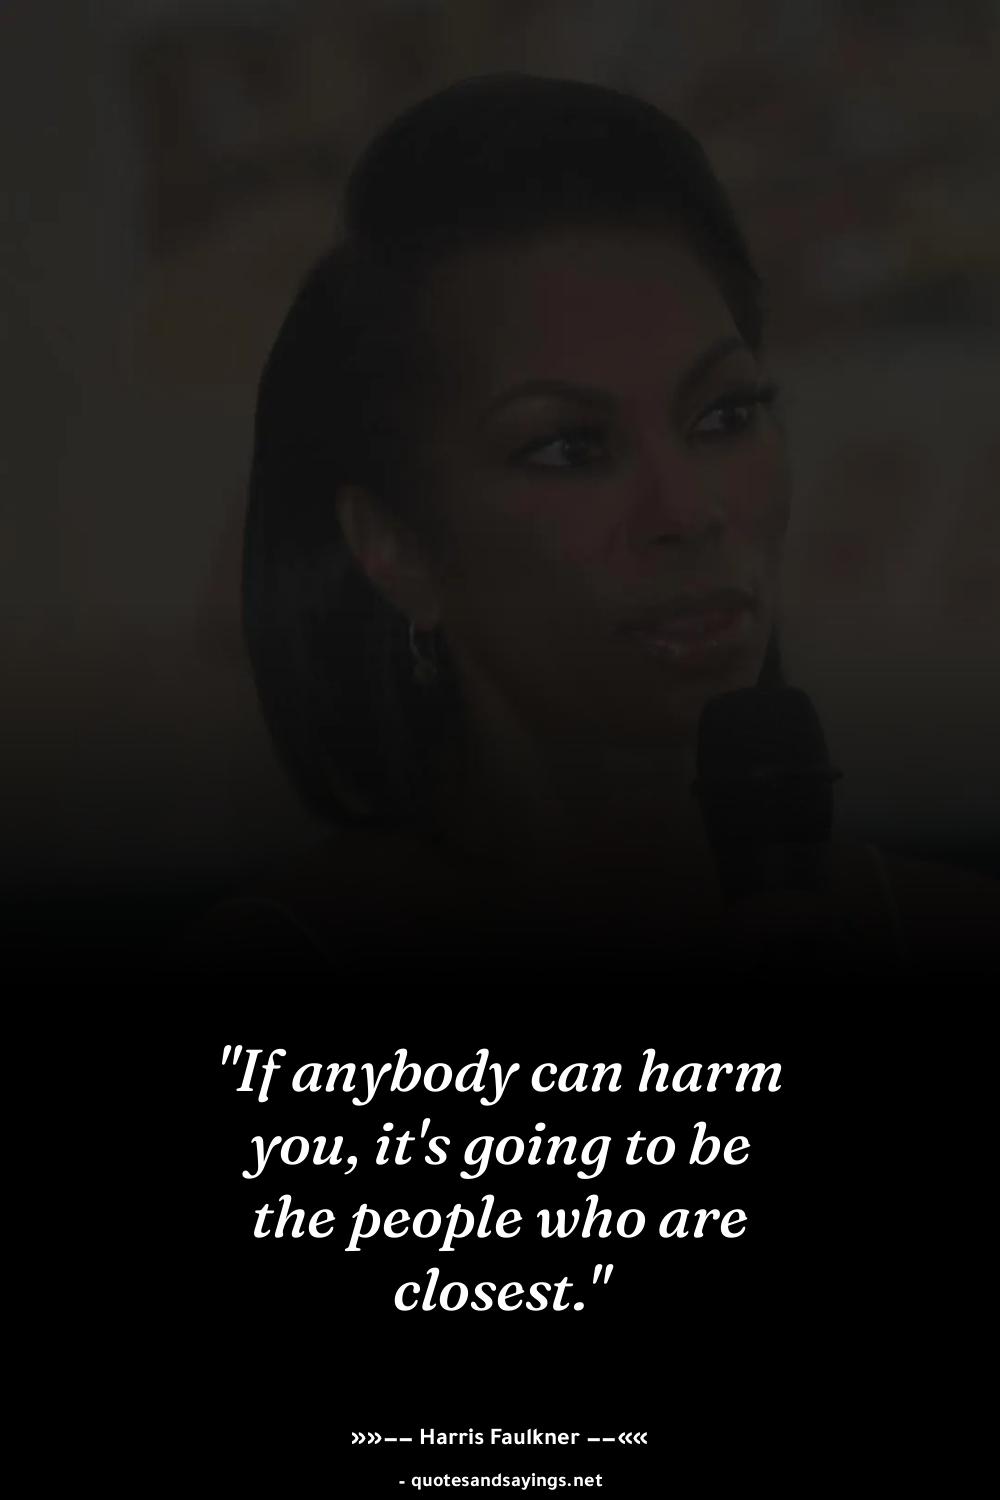 "If anybody can harm
you, it's going to be
the people who are
closest."
»»–– Harris Faulkner ––««
- quotesandsayings.net